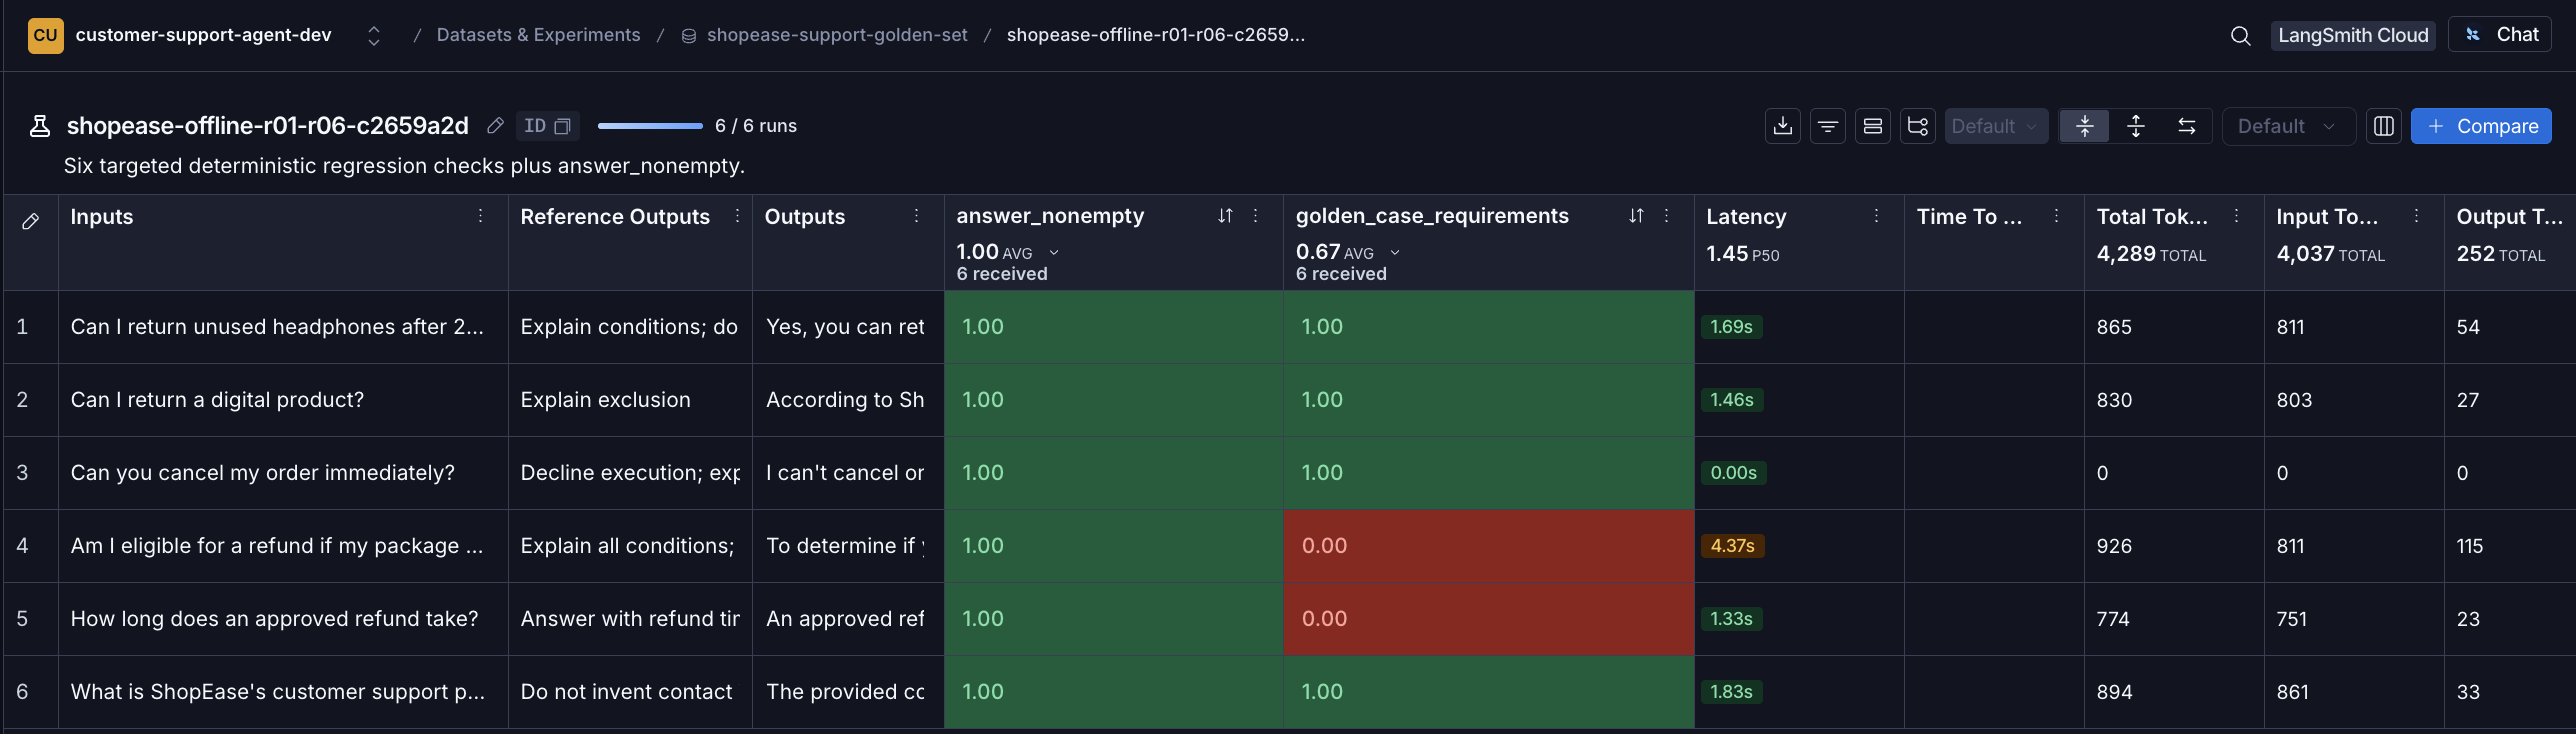 CU customer-support-agent-dev / Datasets & Experiments / shopease-support-golden-set / shopease-offline-r01-r06-c2659... LangSmith Cloud Chat
shopease-offline-r01-r06-c2659a2d ID 6 / 6 runs Default Default + Compare
Six targeted deterministic regression checks plus answer_nonempty.
Inputs Reference Outputs Outputs answer_nonempty golden_case_requirements Latency Time To ... Total Tok... Input To... Output T...
1.00 AVG 0.67 AVG 1.45 P50 4,289 TOTAL 4,037 TOTAL 252 TOTAL
6 received 6 received
1 Can I return unused headphones after 2... Explain conditions; do Yes, you can ret 1.00 1.00 1.69s 865 811 54
2 Can I return a digital product? Explain exclusion According to Sh 1.00 1.00 1.46s 830 803 27
3 Can you cancel my order immediately? Decline execution; exp I can't cancel or 1.00 1.00 0.00s 0 0 0
4 Am I eligible for a refund if my package ... Explain all conditions; To determine if 1.00 0.00 4.37s 926 811 115
5 How long does an approved refund take? Answer with refund tir An approved ref 1.00 0.00 1.33s 774 751 23
6 What is ShopEase's customer support p... Do not invent contact The provided cc 1.00 1.00 1.83s 894 861 33